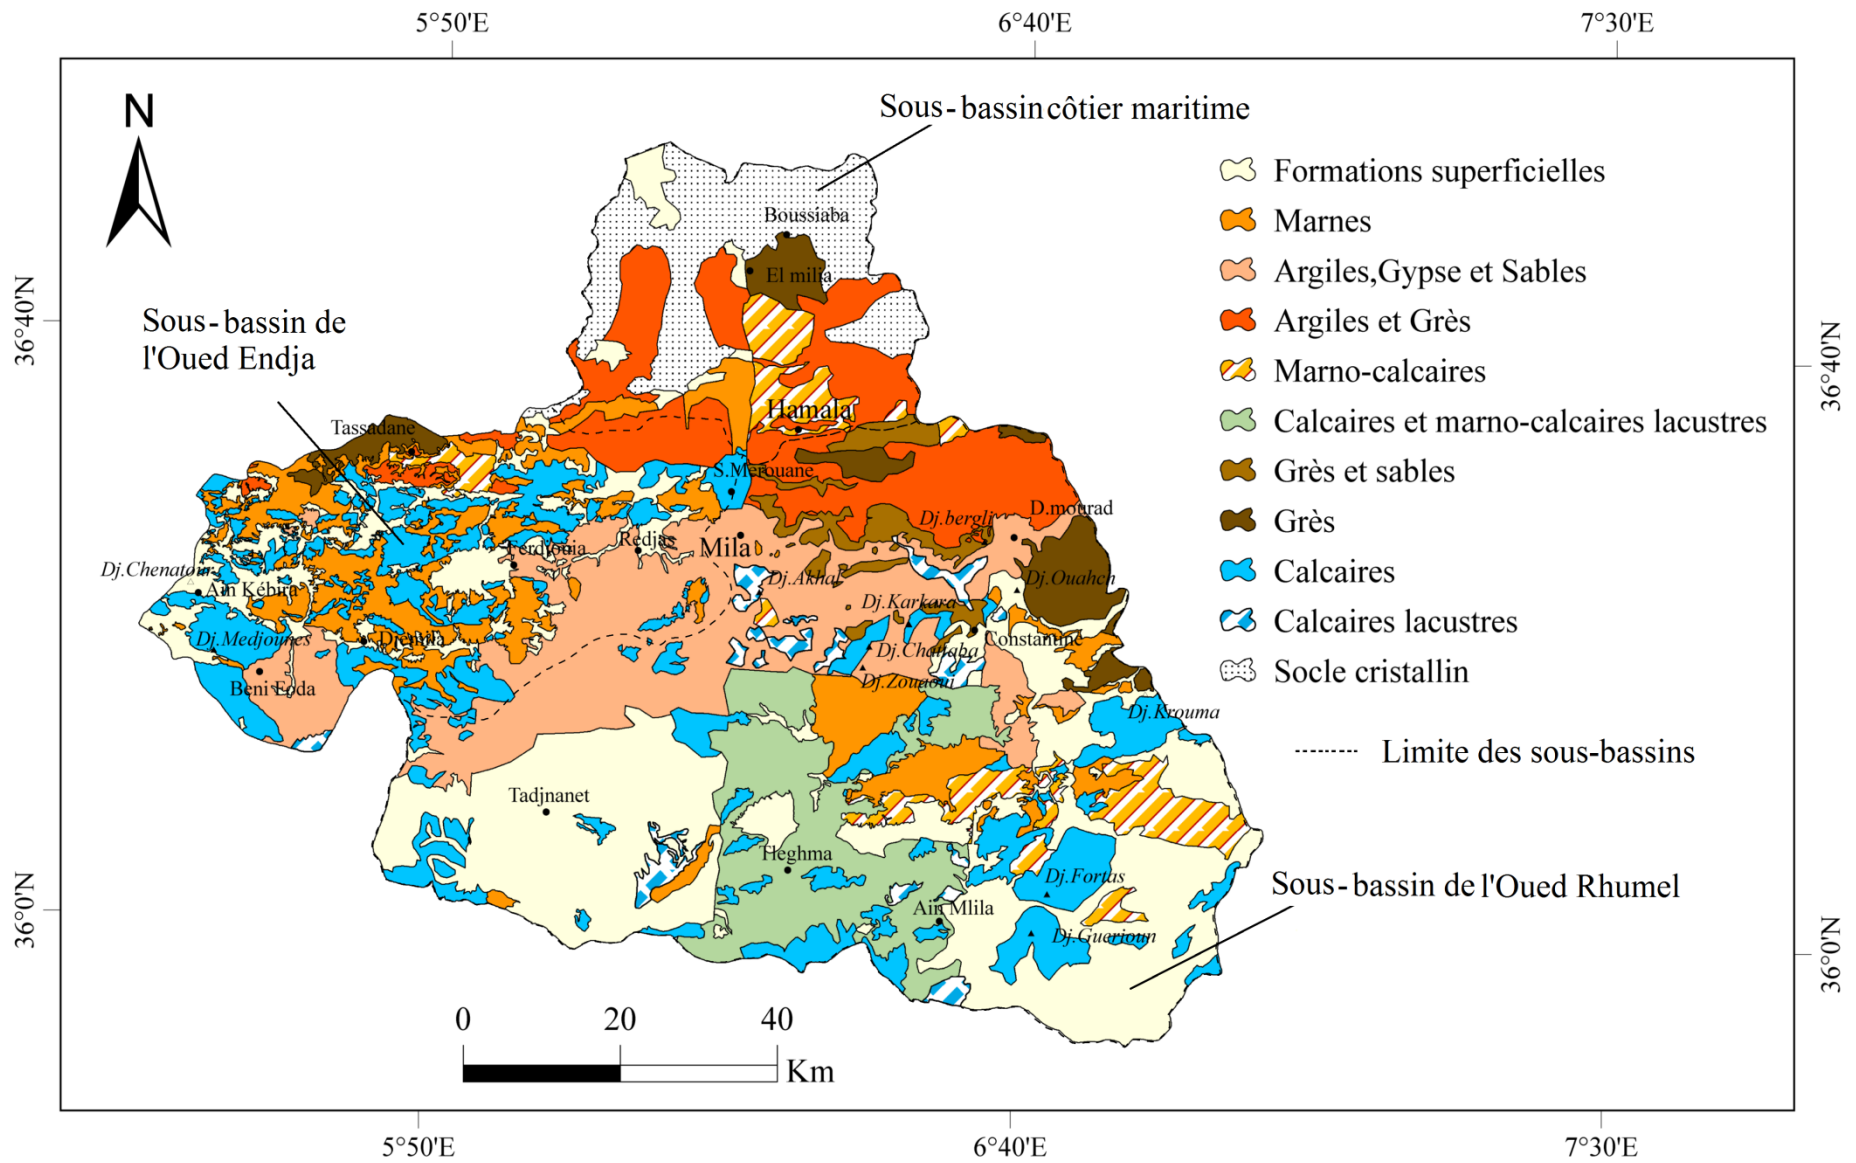 5°50'E
6°40'E
7°30'E
N
Sous-bassin côtier maritime
Formations superficielles
Marnes
Argiles,Gypse et Sables
Argiles et Grès
Marno-calcaires
Calcaires et marno-calcaires lacustres
Grès et sables
Grès
Calcaires
Calcaires lacustres
Socle cristallin
Limite des sous-bassins
36°40'N
36°40'N
Sous-bassin de
l'Oued Endja
Boussiaba
El milia
Hamala
Tassadane
S.Merouane
D.mourad
Dj.bergli
Mila
Redjas
Ferdjouia
Dj.Chenatour
Ain Kébira
Dj.Akhal
Dj.Ouahch
Dj.Karkara
Constantine
Dj.Medjounes
Djemila
Dj.Chattaba
Dj.Zouaoui
Beni Foda
Dj.Krouma
Tadjnanet
Tleghma
Dj.Fortas
Ain Mlila
Dj.Guerioun
Sous-bassin de l'Oued Rhumel
36°0'N
36°0'N
0
20
40
Km
5°50'E
6°40'E
7°30'E